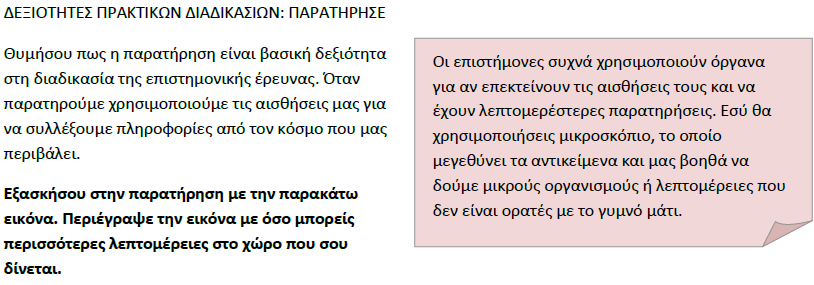 ΔΕΞΙΟΤΗΤΕΣ ΠΡΑΚΤΙΚΩΝ ΔΙΑΔΙΚΑΣΙΩΝ: ΠΑΡΑΤΗΡΗΣΕ
Θυμήσου πως η παρατήρηση είναι βασική δεξιότητα
στη διαδικασία της επιστημονικής έρευνας. Όταν
παρατηρούμε χρησιμοποιούμε τις αισθήσεις μας για
να συλλέξουμε πληροφορίες από τον κόσμο που μας
περιβάλει.
Εξασκήσου στην παρατήρηση με την παρακάτω
εικόνα. Περιέγραψε την εικόνα με όσο μπορείς
περισσότερες λεπτομέρειες στο χώρο που σου
δίνεται.
Οι επιστήμονες συχνά χρησιμοποιούν όργανα
για αν επεκτείνουν τις αισθήσεις τους και να
έχουν λεπτομερέστερες παρατηρήσεις. Εσύ θα
χρησιμοποιήσεις μικροσκόπιο, το οποίο
μεγεθύνει τα αντικείμενα και μας βοηθά να
δούμε μικρούς οργανισμούς ή λεπτομέρειες που
δεν είναι ορατές με το γυμνό μάτι.